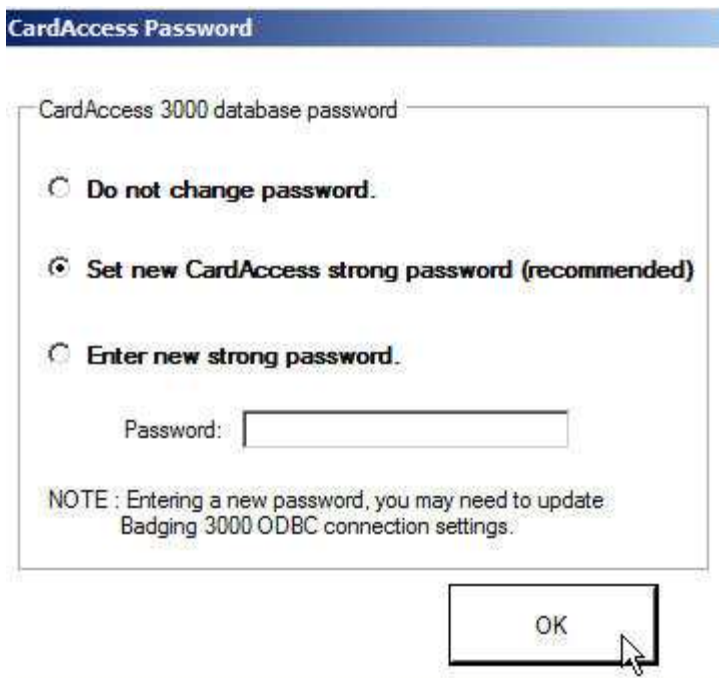 CardAccess Password
CardAccess 3000 database password
Do not change password.
Set new CardAccess strong password (recommended)
Enter new strong password.
Password:
NOTE : Entering a new password, you may need to update
Badging 3000 ODBC connection settings.
OK